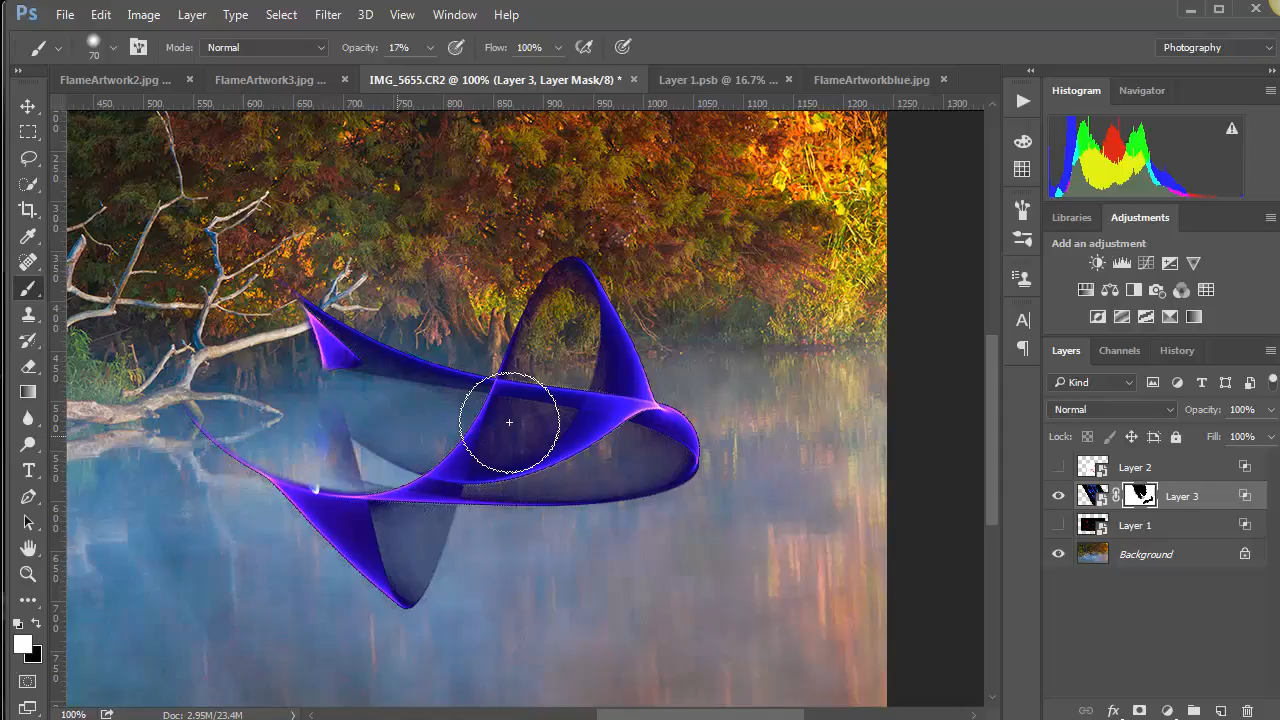 Ps File Edit Image Layer Type Select Filter 3D View Window Help
70 Mode: Normal Opacity: 17% Flow: 100% Photography
FlameArtwork2.jpg ... × FlameArtwork3.jpg ... × IMG_5655.CR2 @ 100% (Layer 3, Layer Mask/8) * × Layer 1.psb @ 16.7% ... × FlameArtworkblue.jpg ×
450 500 550 600 650 700 750 800 850 900 950 1000 1050 1100 1150 1200 1250 1300
Histogram Navigator
Libraries Adjustments
Add an adjustment
Layers Channels History
Kind
Normal Opacity: 100%
Lock: Fill: 100%
Layer 2
Layer 3
Layer 1
Background
100% Doc: 2.95M/23.4M